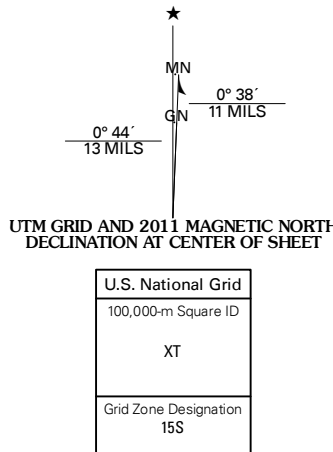 ★
MN
0° 38´
11 MILS
GN
0° 44´
13 MILS
UTM GRID AND 2011 MAGNETIC NORTH
DECLINATION AT CENTER OF SHEET
U.S. National Grid
100,000-m Square ID
XT
Grid Zone Designation
15S